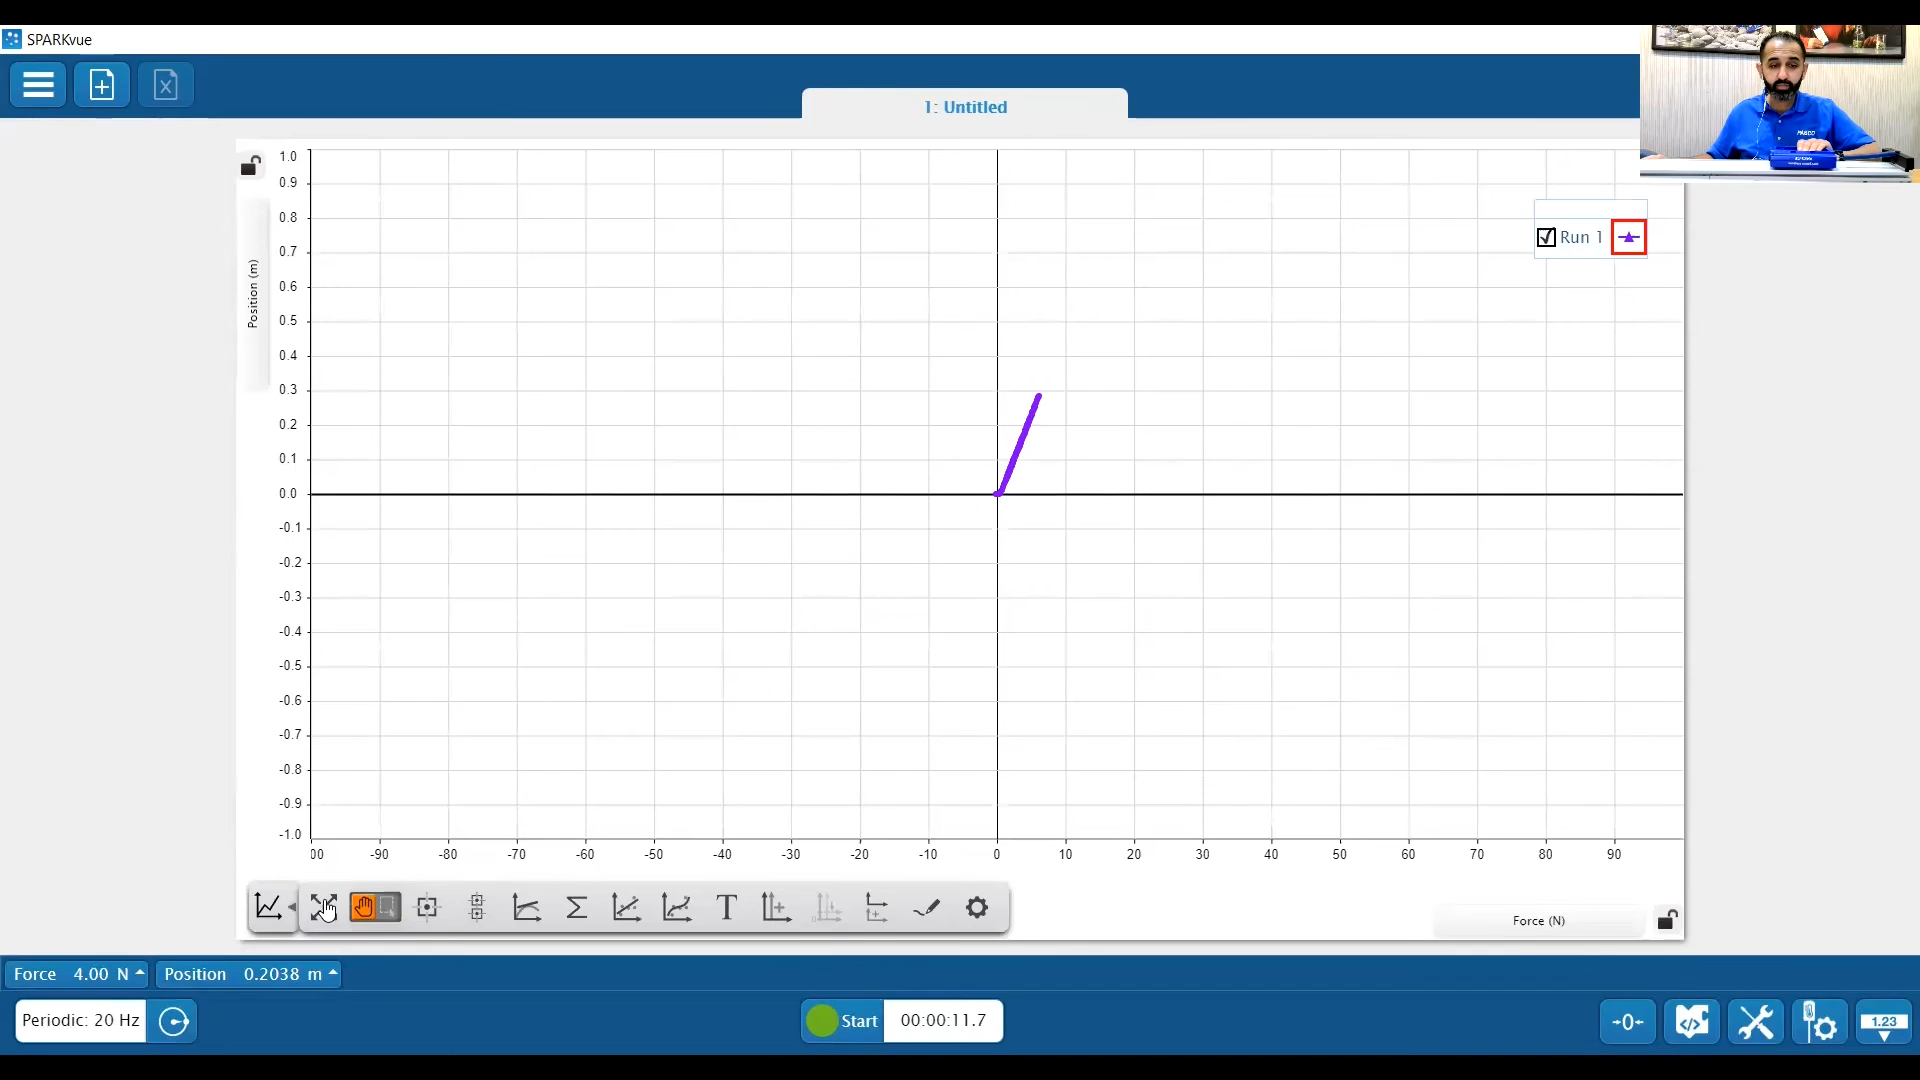 SPARKvue
1: Untitled
1.0
0.9
0.8
0.7
0.6
0.5
0.4
0.3
0.2
0.1
0.0
-0.1
-0.2
-0.3
-0.4
-0.5
-0.6
-0.7
-0.8
-0.9
-1.0
Position (m)
Run 1
00 -90 -80 -70 -60 -50 -40 -30 -20 -10 0 10 20 30 40 50 60 70 80 90
Σ T
Force (N)
Force 4.00 N Position 0.2038 m
Periodic: 20 Hz
Start 00:00:11.7
→0← </> 1.23
PASCO